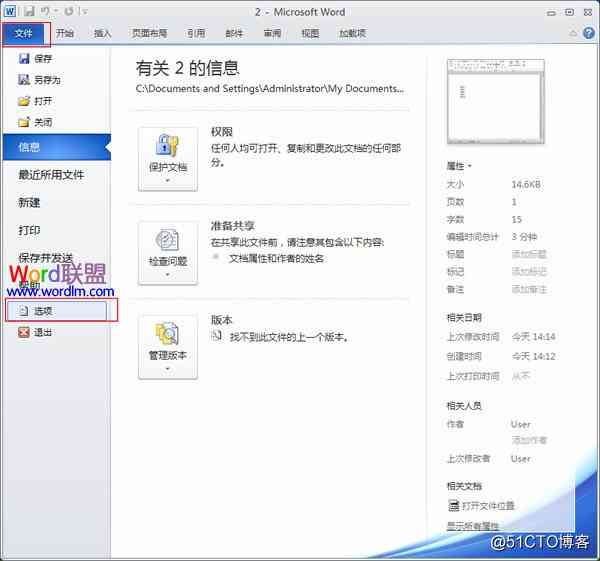 2 - Microsoft Word
文件 开始 插入 页面布局 引用 邮件 审阅 视图 加载项
保存
另存为
打开
关闭
信息
最近所用文件
新建
打印
保存并发送
Word联盟
www.wordlm.com
帮助
选项
退出
有关 2 的信息
C:\Documents and Settings\Administrator\My Documents...
保护文档
权限
任何人均可打开、复制和更改此文档的任何部
分。
检查问题
准备共享
在共享此文件前，请注意其包含以下内容:
文档属性和作者的姓名
管理版本
版本
找不到此文件的上一个版本。
属性
大小 14.6KB
页数 1
字数 15
编辑时间总计 3 分钟
标题 添加标题
标记 添加标记
备注 添加备注
相关日期
上次修改时间 今天 14:14
创建时间 今天 14:12
上次打印时间 从不
相关人员
作者 User
添加作者
上次修改者 User
相关文档
打开文件位置
显示所有属性
@51CTO博客